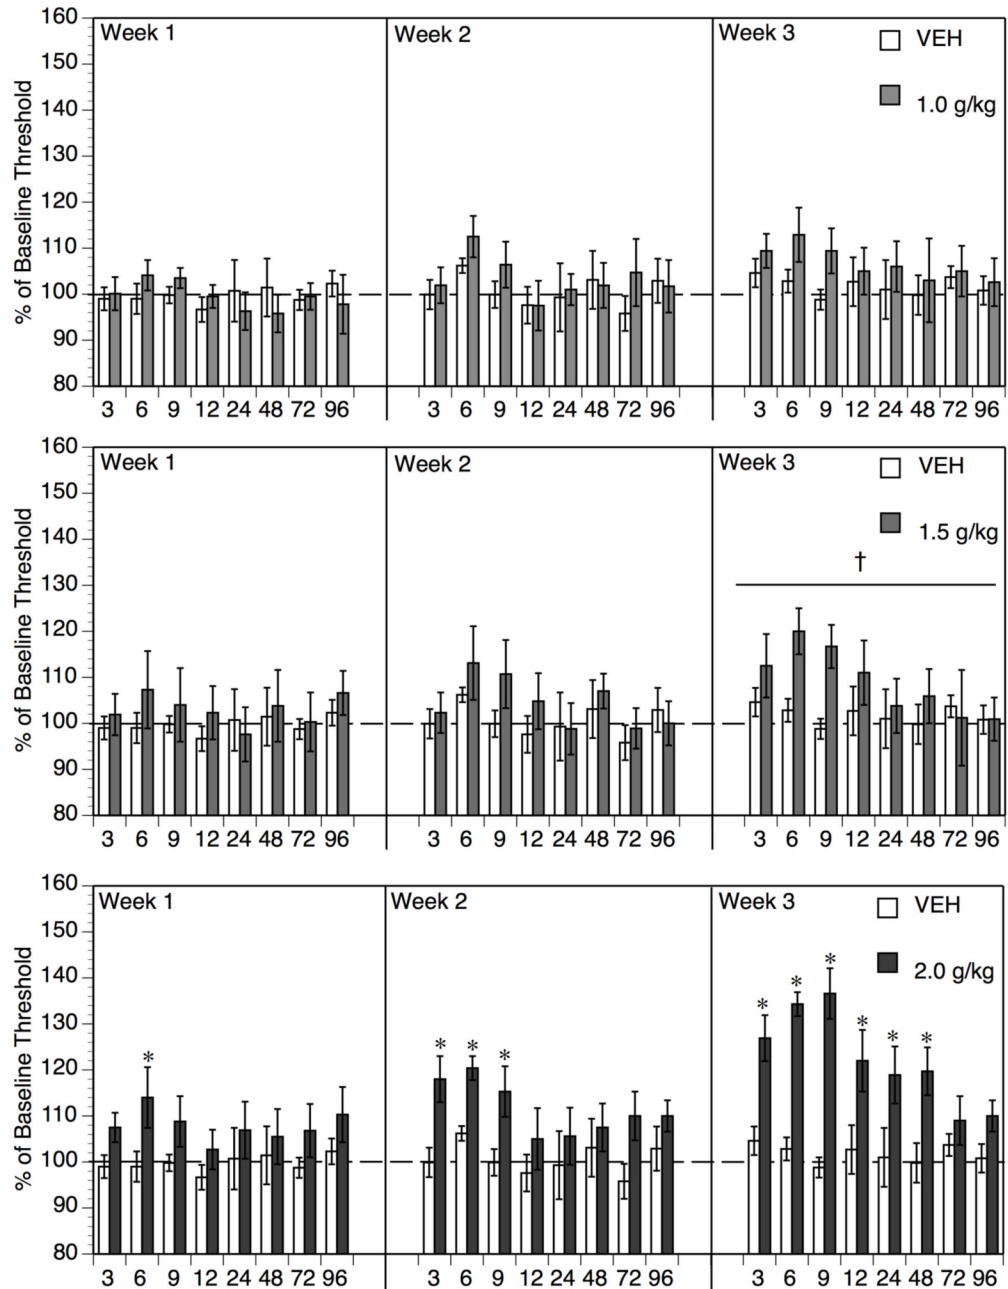 % of Baseline Threshold
160
150
140
130
120
110
100
90
80
Week 1
Week 2
Week 3
VEH
1.0 g/kg
3 6 9 12 24 48 72 96
3 6 9 12 24 48 72 96
3 6 9 12 24 48 72 96
% of Baseline Threshold
160
150
140
130
120
110
100
90
80
Week 1
Week 2
Week 3
VEH
1.5 g/kg
†
3 6 9 12 24 48 72 96
3 6 9 12 24 48 72 96
3 6 9 12 24 48 72 96
% of Baseline Threshold
160
150
140
130
120
110
100
90
80
Week 1
*
Week 2
* * *
Week 3
VEH
2.0 g/kg
* * * * * *
3 6 9 12 24 48 72 96
3 6 9 12 24 48 72 96
3 6 9 12 24 48 72 96